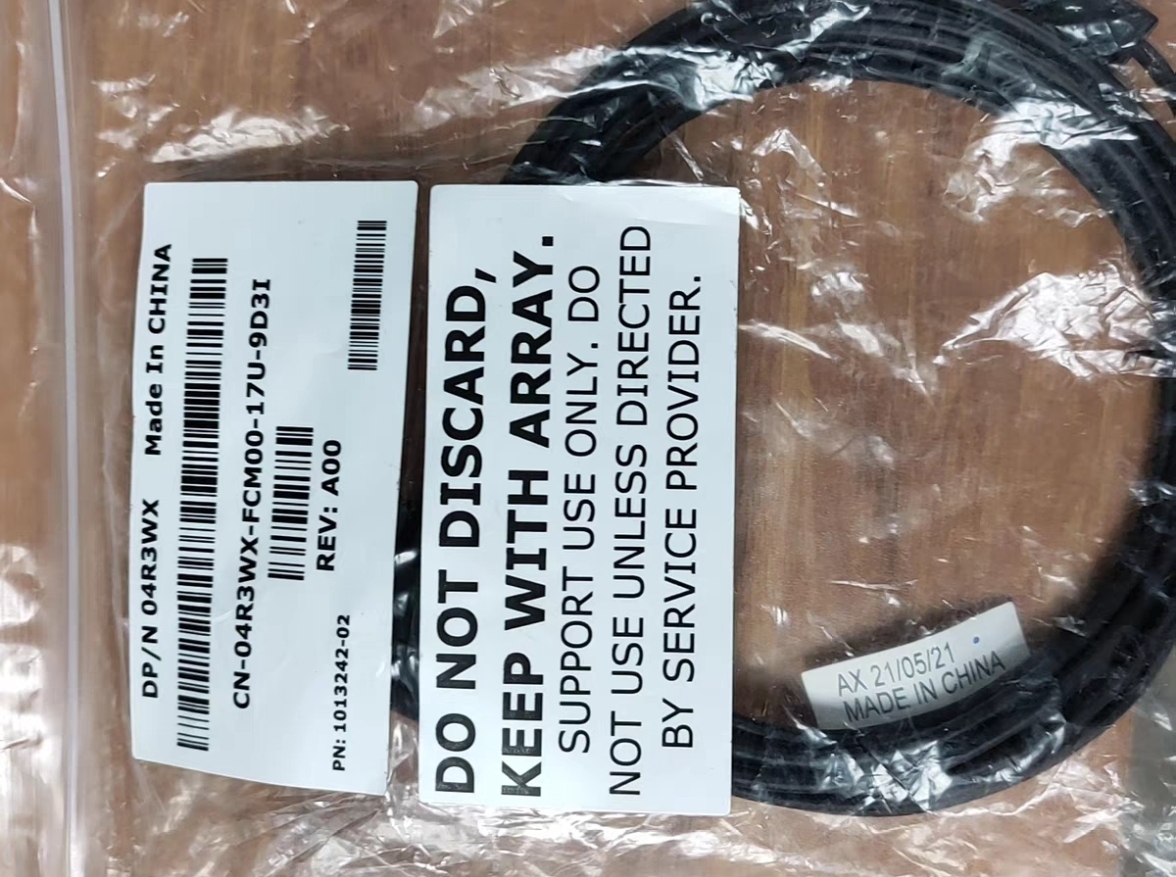 DP/N 04R3WX Made In CHINA
CN-04R3WX-FCM00-17U-9D3I
REV: A00
PN: 1013242-02
DO NOT DISCARD,
KEEP WITH ARRAY.
SUPPORT USE ONLY. DO
NOT USE UNLESS DIRECTED
BY SERVICE PROVIDER.
AX 21/05/21
MADE IN CHINA